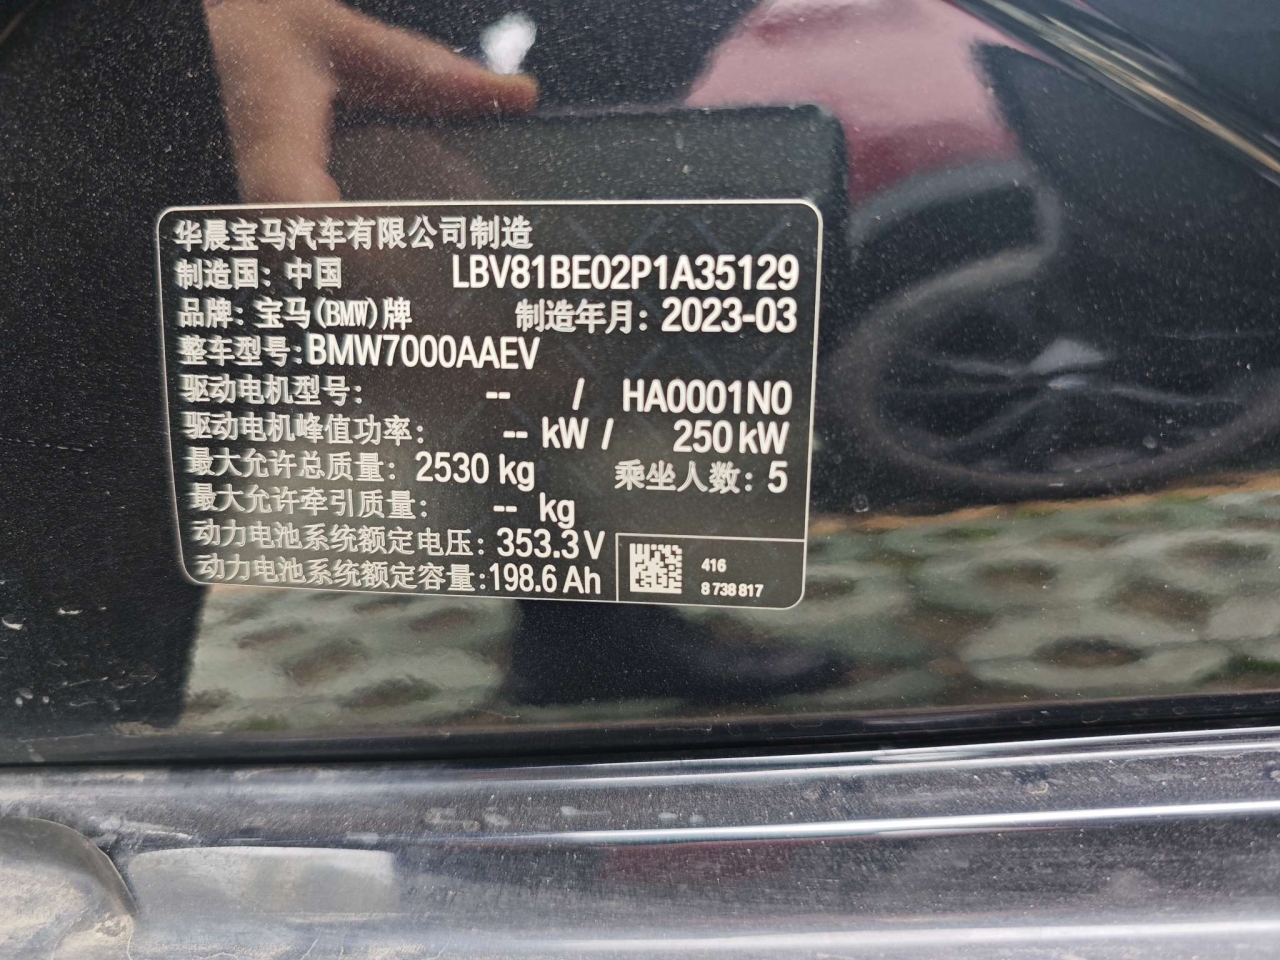 华晨宝马汽车有限公司制造
制造国: 中国 LBV81BE02P1A35129
品牌: 宝马(BMW)牌 制造年月: 2023-03
整车型号: BMW7000AAEV
驱动电机型号: -- / HA0001N0
驱动电机峰值功率: -- kW / 250 kW
最大允许总质量: 2530 kg 乘坐人数: 5
最大允许牵引质量: -- kg
动力电池系统额定电压: 353.3 V
动力电池系统额定容量: 198.6 Ah
416
8 738 817